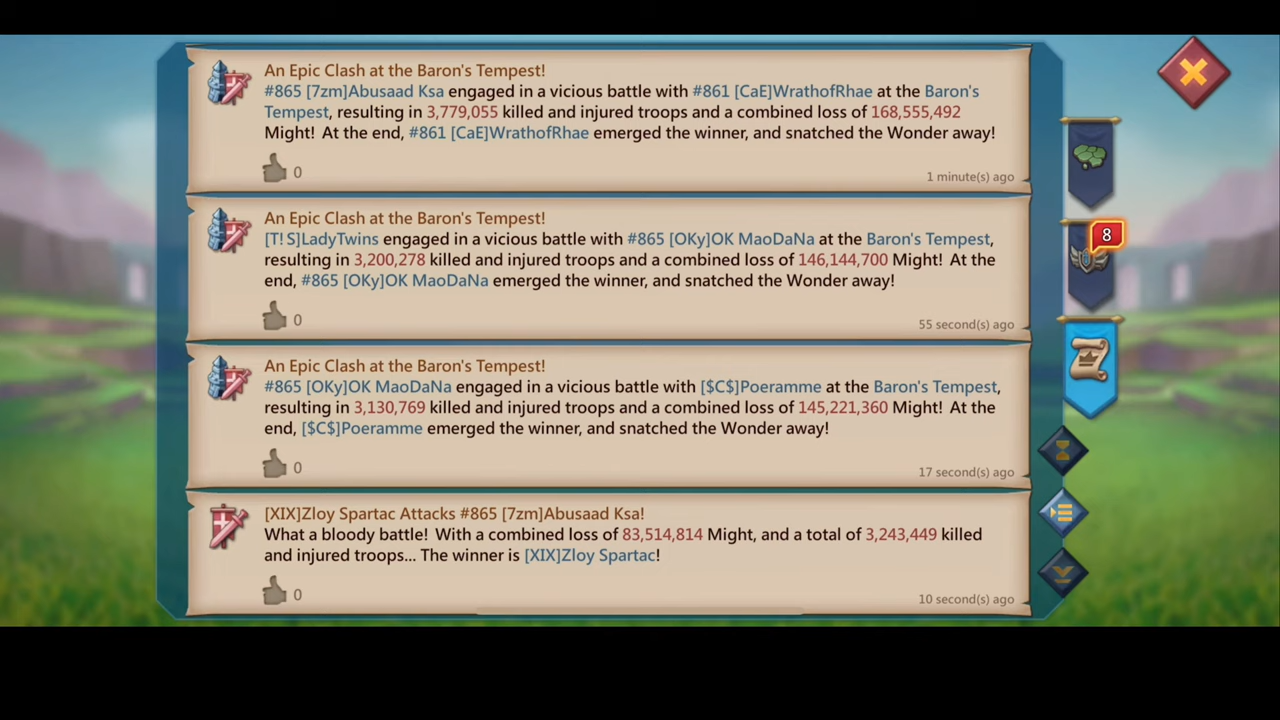 An Epic Clash at the Baron's Tempest!
#865 [7zm]Abusaad Ksa engaged in a vicious battle with #861 [CaE]WrathofRhae at the Baron's
Tempest, resulting in 3,779,055 killed and injured troops and a combined loss of 168,555,492
Might! At the end, #861 [CaE]WrathofRhae emerged the winner, and snatched the Wonder away!
0
1 minute(s) ago
An Epic Clash at the Baron's Tempest!
[T! S]LadyTwins engaged in a vicious battle with #865 [OKy]OK MaoDaNa at the Baron's Tempest,
resulting in 3,200,278 killed and injured troops and a combined loss of 146,144,700 Might! At the
end, #865 [OKy]OK MaoDaNa emerged the winner, and snatched the Wonder away!
0
55 second(s) ago
An Epic Clash at the Baron's Tempest!
#865 [OKy]OK MaoDaNa engaged in a vicious battle with [$C$]Poeramme at the Baron's Tempest,
resulting in 3,130,769 killed and injured troops and a combined loss of 145,221,360 Might! At the
end, [$C$]Poeramme emerged the winner, and snatched the Wonder away!
0
17 second(s) ago
[XIX]Zloy Spartac Attacks #865 [7zm]Abusaad Ksa!
What a bloody battle! With a combined loss of 83,514,814 Might, and a total of 3,243,449 killed
and injured troops... The winner is [XIX]Zloy Spartac!
0
10 second(s) ago
8